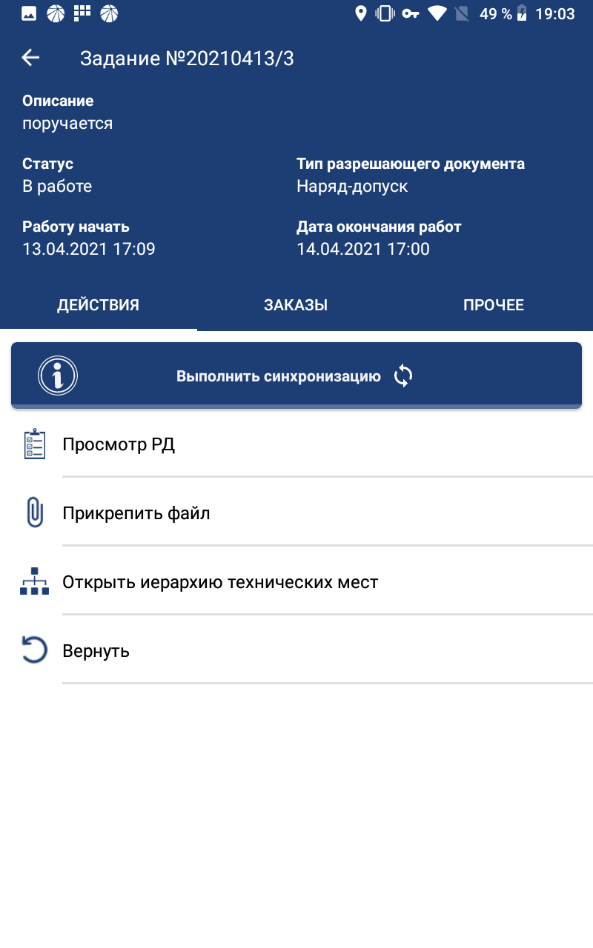 49 % 19:03
Задание №20210413/3
Описание
поручается
Статус
Тип разрешающего документа
В работе
Наряд-допуск
Работу начать
Дата окончания работ
13.04.2021 17:09
14.04.2021 17:00
ДЕЙСТВИЯ
ЗАКАЗЫ
ПРОЧЕЕ
Выполнить синхронизацию
Просмотр РД
Прикрепить файл
Открыть иерархию технических мест
Вернуть